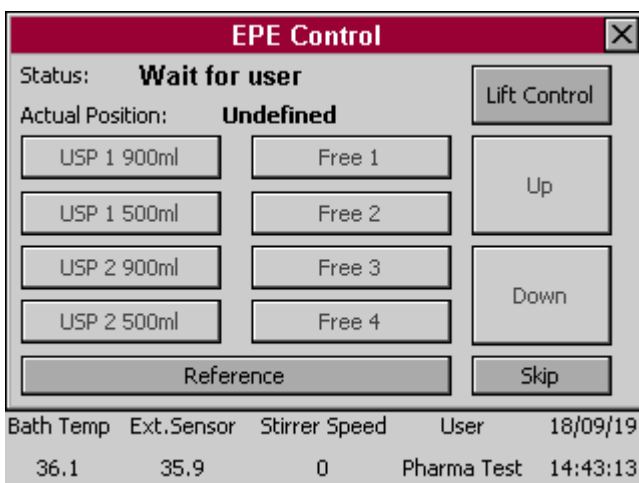 EPE Control
Status: Wait for user
Lift Control
Actual Position: Undefined
USP 1 900ml Free 1
Up
USP 1 500ml Free 2
USP 2 900ml Free 3
Down
USP 2 500ml Free 4
Reference Skip
Bath Temp Ext.Sensor Stirrer Speed User 18/09/19
36.1 35.9 0 Pharma Test 14:43:13